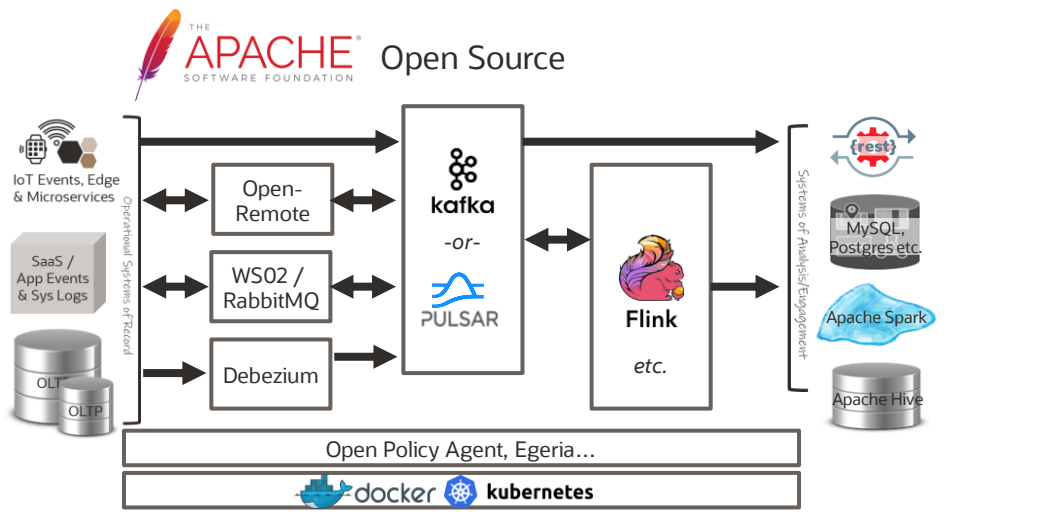 THE
APACHE®
SOFTWARE FOUNDATION
Open Source
IoT Events, Edge
& Microservices
SaaS /
App Events
& Sys Logs
OLTP
OLTP
Operational Systems of Record
Open-
Remote
WS02 /
RabbitMQ
Debezium
kafka
-or-
PULSAR
Flink
etc.
Systems of Analysis/Engagement
{rest}
MySQL,
Postgres etc.
Apache Spark
Apache Hive
Open Policy Agent, Egeria...
docker kubernetes